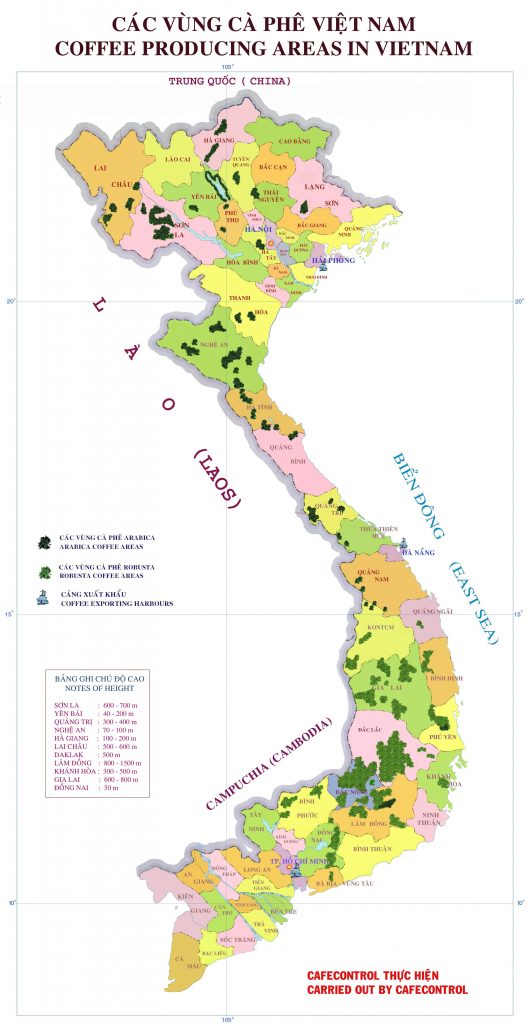 CÁC VÙNG CÀ PHÊ VIỆT NAM
COFFEE PRODUCING AREAS IN VIETNAM
105°
TRUNG QUỐC ( CHINA)
HÀ GIANG
CAO BẰNG
LÀO CAI
TUYÊN QUANG
BẮC CẠN
LAI CHÂU
LẠNG SƠN
YÊN BÁI
THÁI NGUYÊN
PHÚ THỌ
VĨNH PHÚC
BẮC GIANG
QUẢNG NINH
SƠN LA
HÀ NỘI
BẮC NINH
HẢI DƯƠNG
HẢI PHÒNG
HÀ TÂY
HÒA BÌNH
HÀ NAM
THÁI BÌNH
NAM ĐỊNH
NINH BÌNH
THANH HÓA
20°
20°
NGHỆ AN
LÀO (LAOS)
HÀ TĨNH
QUẢNG BÌNH
BIỂN ĐÔNG (EAST SEA)
QUẢNG TRỊ
THỪA THIÊN HUẾ
ĐÀ NẴNG
CÁC VÙNG CÀ PHÊ ARABICA
ARABICA COFFEE AREAS
CÁC VÙNG CÀ PHÊ ROBUSTA
ROBUSTA COFFEE AREAS
CẢNG XUẤT KHẨU
COFFEE EXPORTING HARBOURS
QUẢNG NAM
QUẢNG NGÃI
15°
15°
KONTUM
GIA LAI
BÌNH ĐỊNH
BẢNG GHI CHÚ ĐỘ CAO
NOTES OF HEIGHT
SƠN LA : 600 - 700 m
YÊN BÁI : 40 - 200 m
QUẢNG TRỊ : 300 - 400 m
NGHỆ AN : 70 - 100 m
HÀ GIANG : 100 - 200 m
LAI CHÂU : 500 - 600 m
DAKLAK : 500 m
LÂM ĐỒNG : 800 - 1500 m
KHÁNH HÒA : 300 - 500 m
GIA LAI : 600 - 800 m
ĐỒNG NAI : 50 m
PHÚ YÊN
ĐẮC LẮC
CAMPUCHIA (CAMBODIA)
KHÁNH HÒA
ĐẮC NÔNG
BÌNH PHƯỚC
LÂM ĐỒNG
NINH THUẬN
TÂY NINH
BÌNH DƯƠNG
ĐỒNG NAI
BÌNH THUẬN
TP. HỒ CHÍ MINH
BÀ RỊA - VŨNG TÀU
LONG AN
ĐỒNG THÁP
AN GIANG
TIỀN GIANG
KIÊN GIANG
CẦN THƠ
VĨNH LONG
BẾN TRE
TRÀ VINH
10°
10°
SÓC TRĂNG
BẠC LIÊU
CÀ MAU
CAFECONTROL THỰC HIỆN
CARRIED OUT BY CAFECONTROL
105°